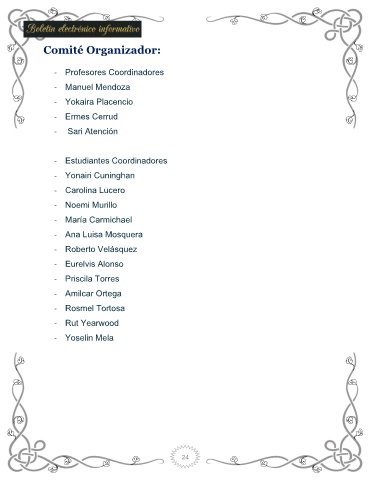 Boletín electrónico informativo
Comité Organizador:
- Profesores Coordinadores
- Manuel Mendoza
- Yokaira Placencio
- Ermes Cerrud
- Sari Atención
- Estudiantes Coordinadores
- Yonairi Cuninghan
- Carolina Lucero
- Noemi Murillo
- María Carmichael
- Ana Luisa Mosquera
- Roberto Velásquez
- Eurelvis Alonso
- Priscila Torres
- Amilcar Ortega
- Rosmel Tortosa
- Rut Yearwood
- Yoselin Mela
24